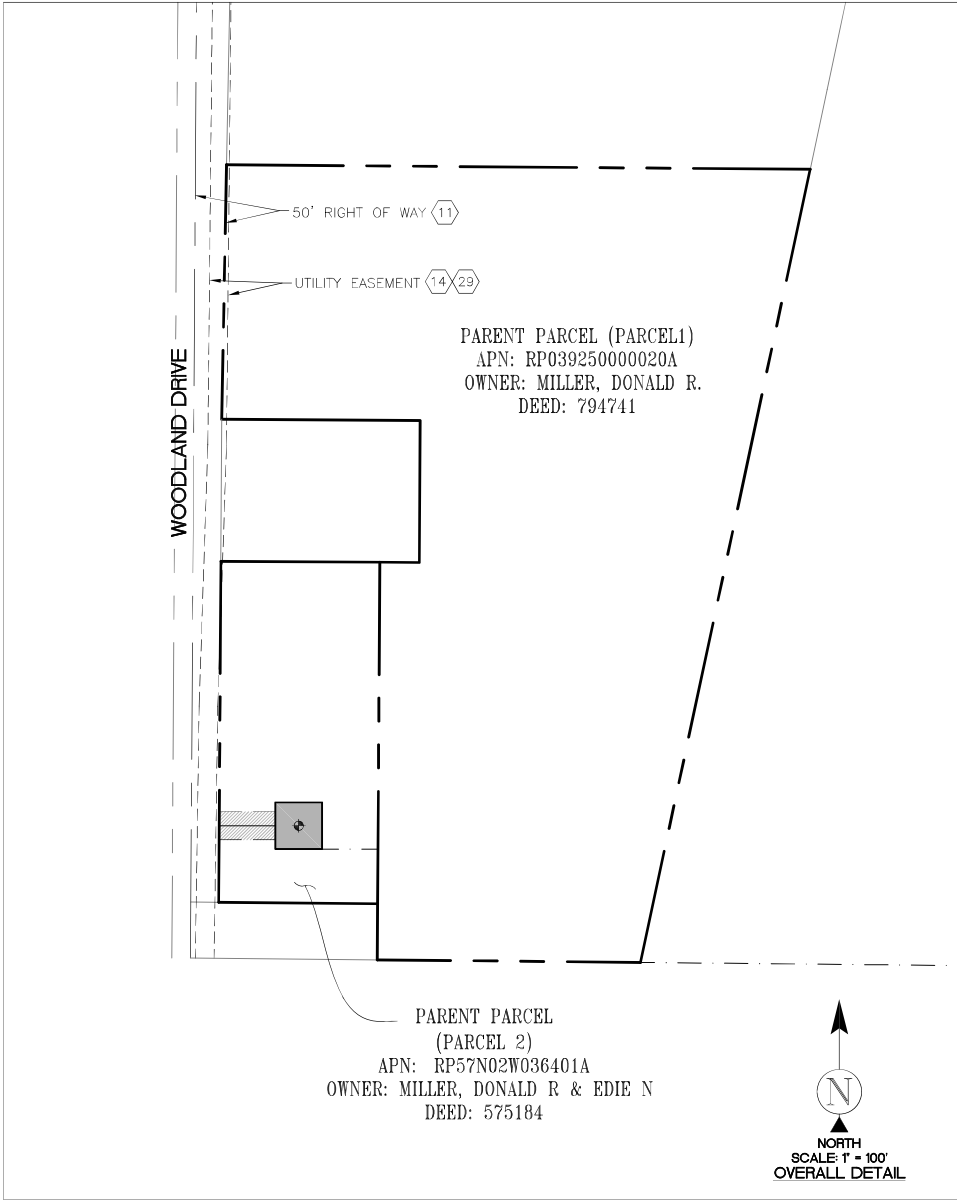 50' RIGHT OF WAY 11
UTILITY EASEMENT 14 29
PARENT PARCEL (PARCEL1)
APN: RP039250000020A
OWNER: MILLER, DONALD R.
DEED: 794741
WOODLAND DRIVE
PARENT PARCEL
(PARCEL 2)
APN: RP57N02W036401A
OWNER: MILLER, DONALD R & EDIE N
DEED: 575184
N
NORTH
SCALE: 1" = 100'
OVERALL DETAIL